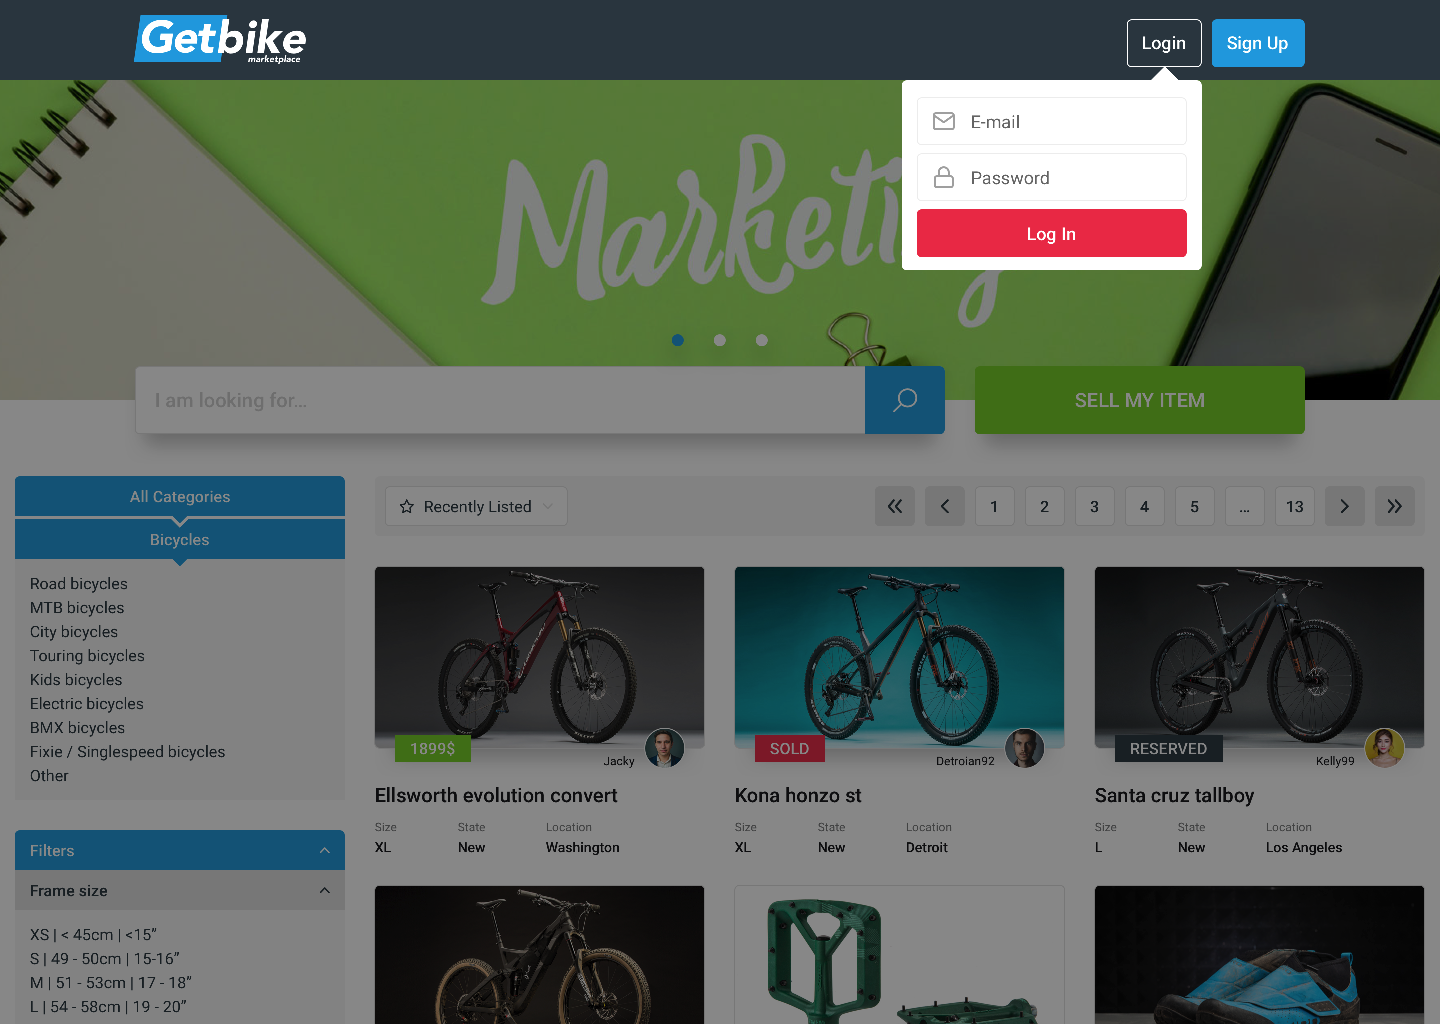 Getbike
marketplace
Login
Sign Up
E-mail
Password
Log In
Marketi
I am looking for...
SELL MY ITEM
All Categories
Bicycles
Road bicycles
MTB bicycles
City bicycles
Touring bicycles
Kids bicycles
Electric bicycles
BMX bicycles
Fixie / Singlespeed bicycles
Other
Filters
Frame size
XS | < 45cm | <15”
S | 49 - 50cm | 15-16”
M | 51 - 53cm | 17 - 18”
L | 54 - 58cm | 19 - 20”
Recently Listed
1 2 3 4 5 ... 13
1899$
Jacky
Ellsworth evolution convert
Size State Location
XL New Washington
SOLD
Detroian92
Kona honzo st
Size State Location
XL New Detroit
RESERVED
Kelly99
Santa cruz tallboy
Size State Location
L New Los Angeles